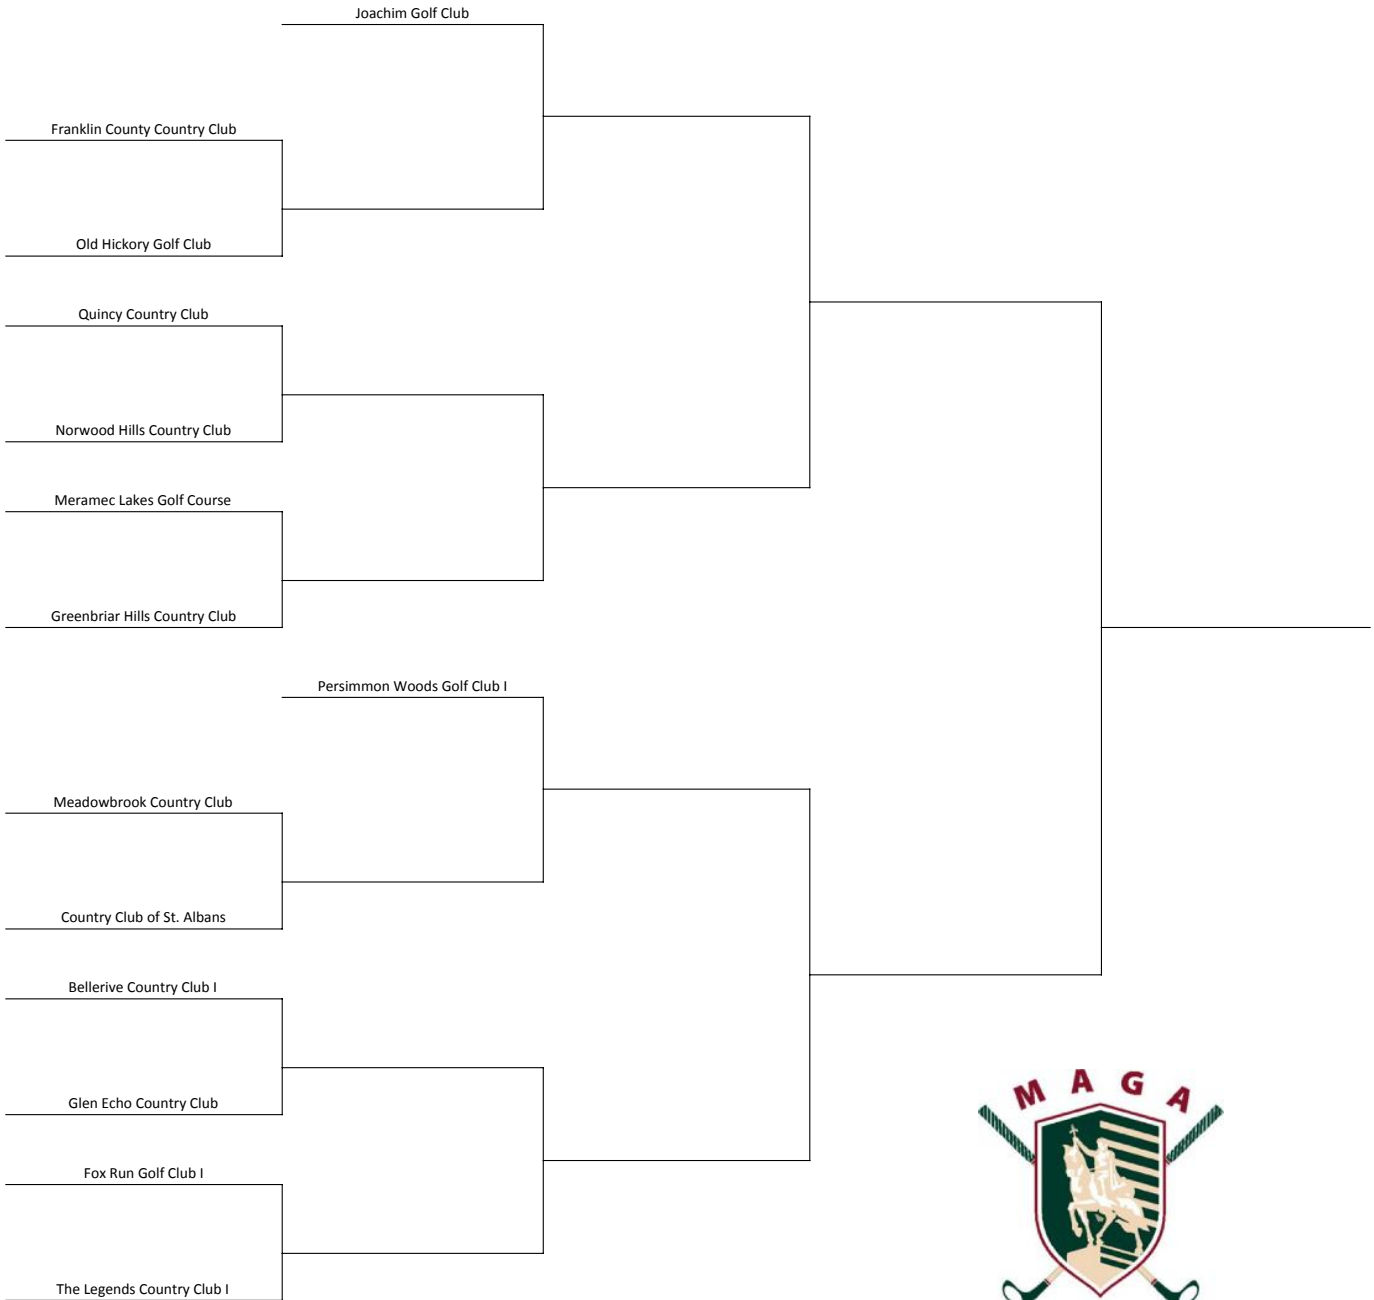 Joachim Golf Club
Franklin County Country Club
Old Hickory Golf Club
Quincy Country Club
Norwood Hills Country Club
Meramec Lakes Golf Course
Greenbriar Hills Country Club
Persimmon Woods Golf Club I
Meadowbrook Country Club
Country Club of St. Albans
Bellerive Country Club I
Glen Echo Country Club
Fox Run Golf Club I
The Legends Country Club I
MAGA